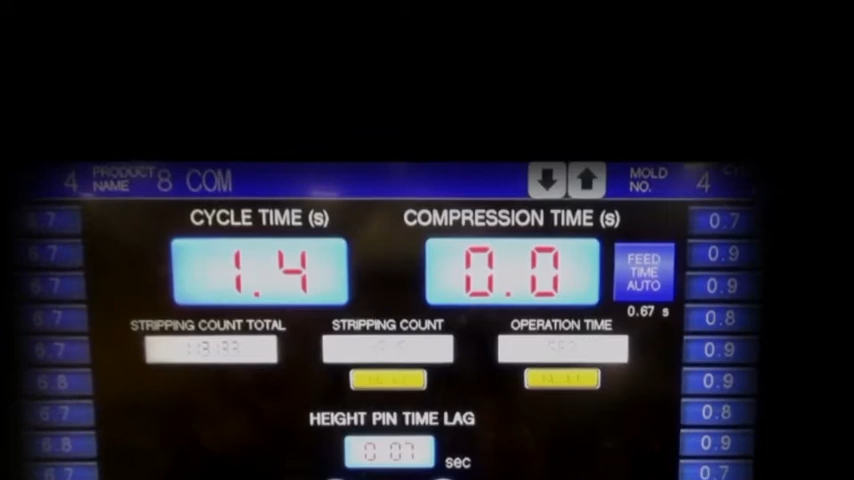 4 PRODUCT NAME 8 COM MOLD NO. 4
CYCLE TIME (s) COMPRESSION TIME (s)
1.4 0.0
FEED TIME AUTO
0.67 s
STRIPPING COUNT TOTAL STRIPPING COUNT OPERATION TIME
HEIGHT PIN TIME LAG
0.07 sec
6.7
6.7
6.7
6.7
6.8
6.7
6.8
6.7
0.7
0.9
0.9
0.8
0.9
0.9
0.8
0.9
0.7